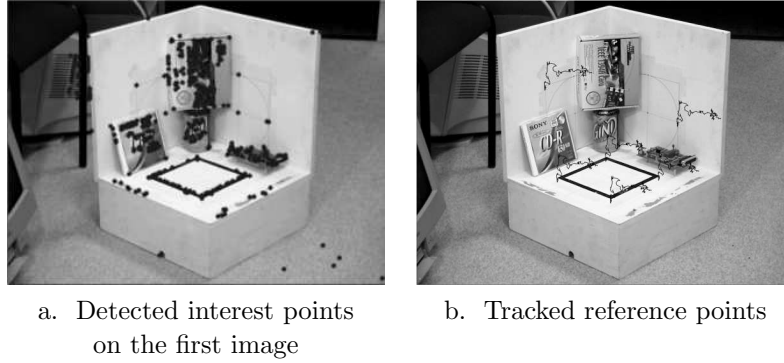 SONY
CD-R
a. Detected interest points
on the first image
b. Tracked reference points